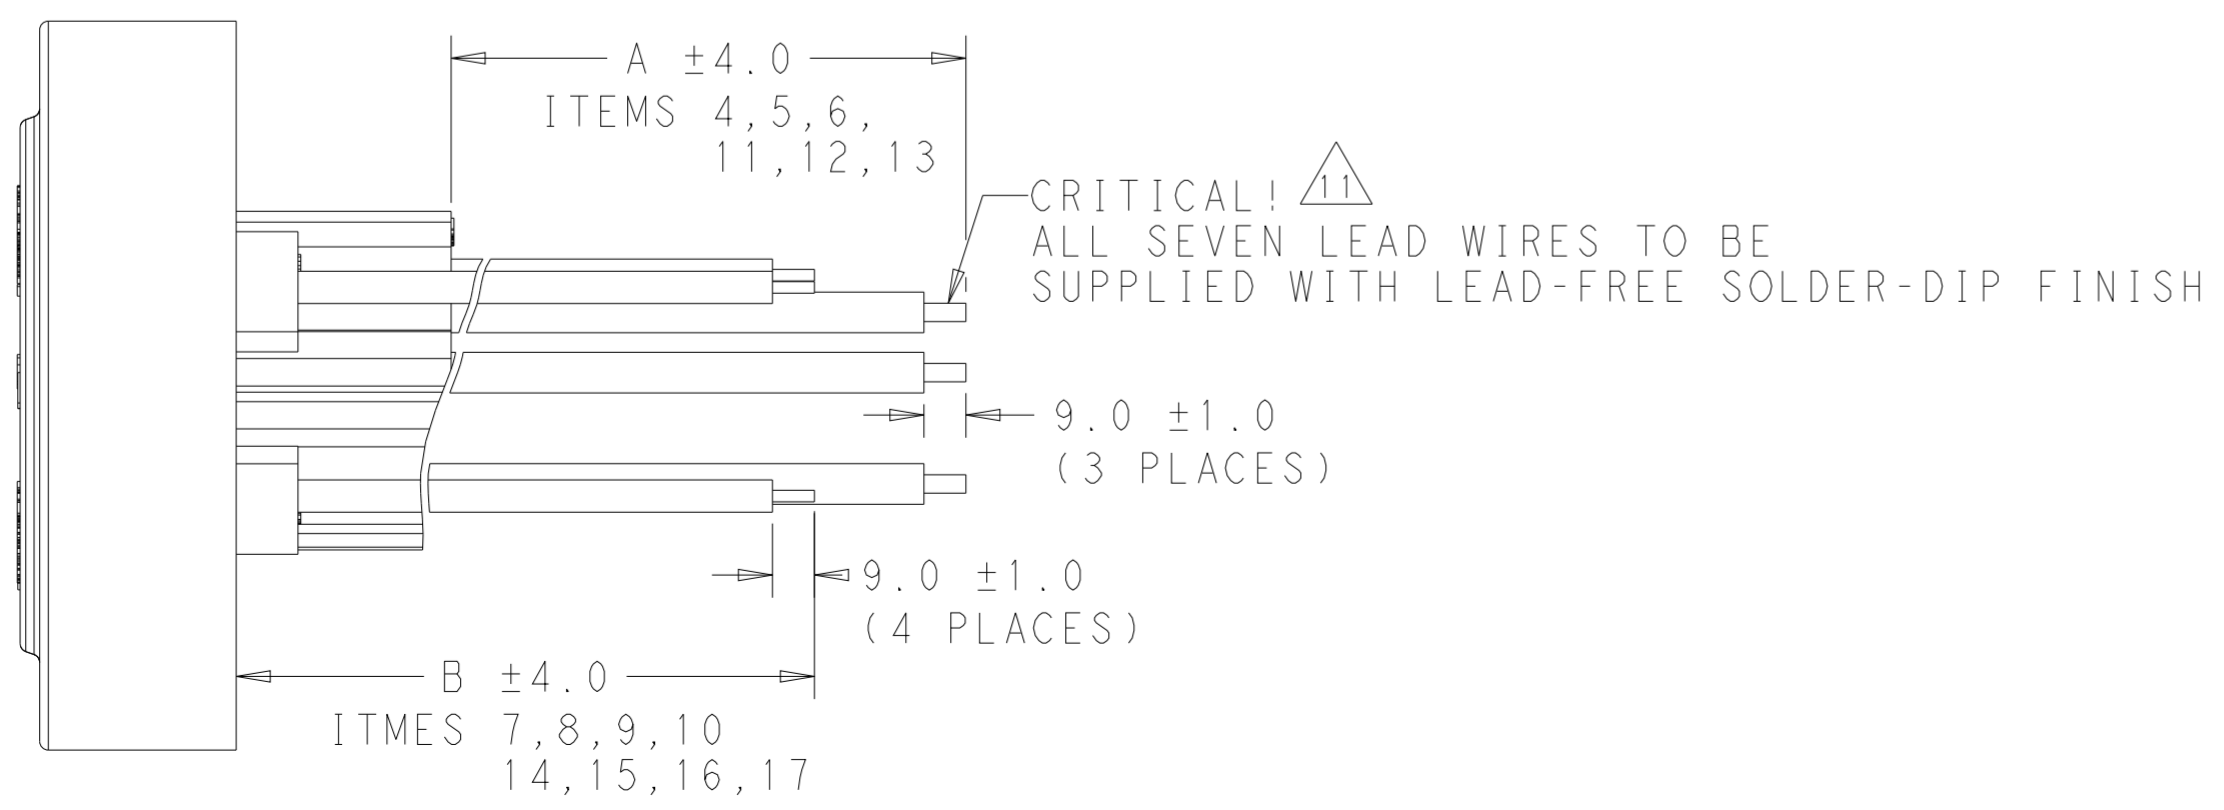 A ±4.0
ITEMS 4,5,6,
11,12,13
CRITICAL! 11
ALL SEVEN LEAD WIRES TO BE
SUPPLIED WITH LEAD-FREE SOLDER-DIP FINISH
9.0 ±1.0
(3 PLACES)
9.0 ±1.0
(4 PLACES)
B ±4.0
ITMES 7,8,9,10
14,15,16,17